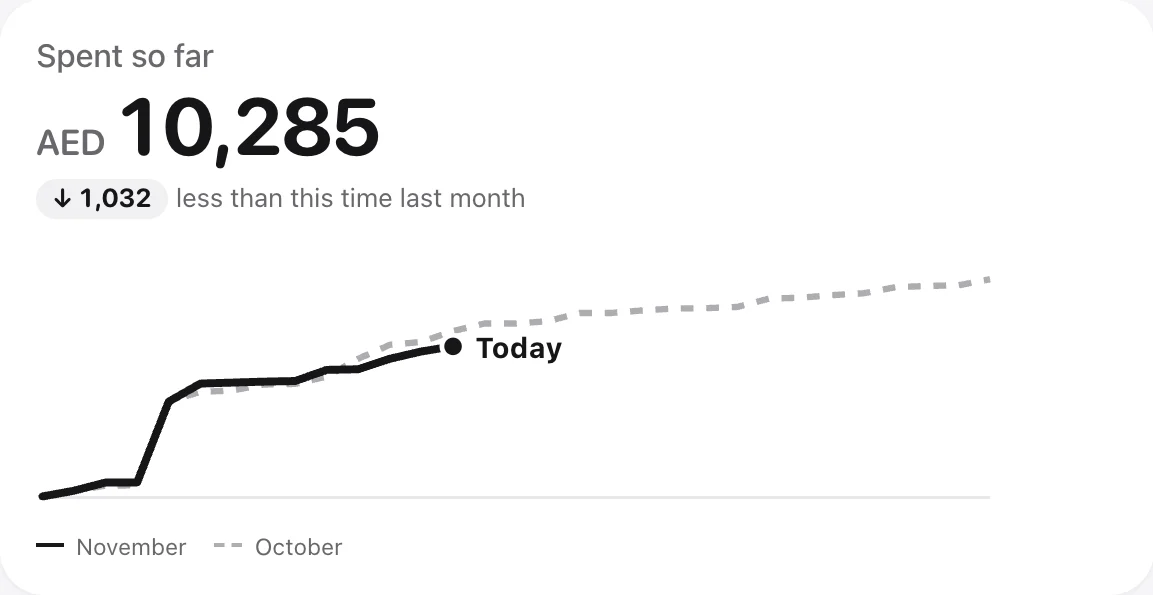 Spent so far
AED 10,285
↓ 1,032 less than this time last month
Today
November October